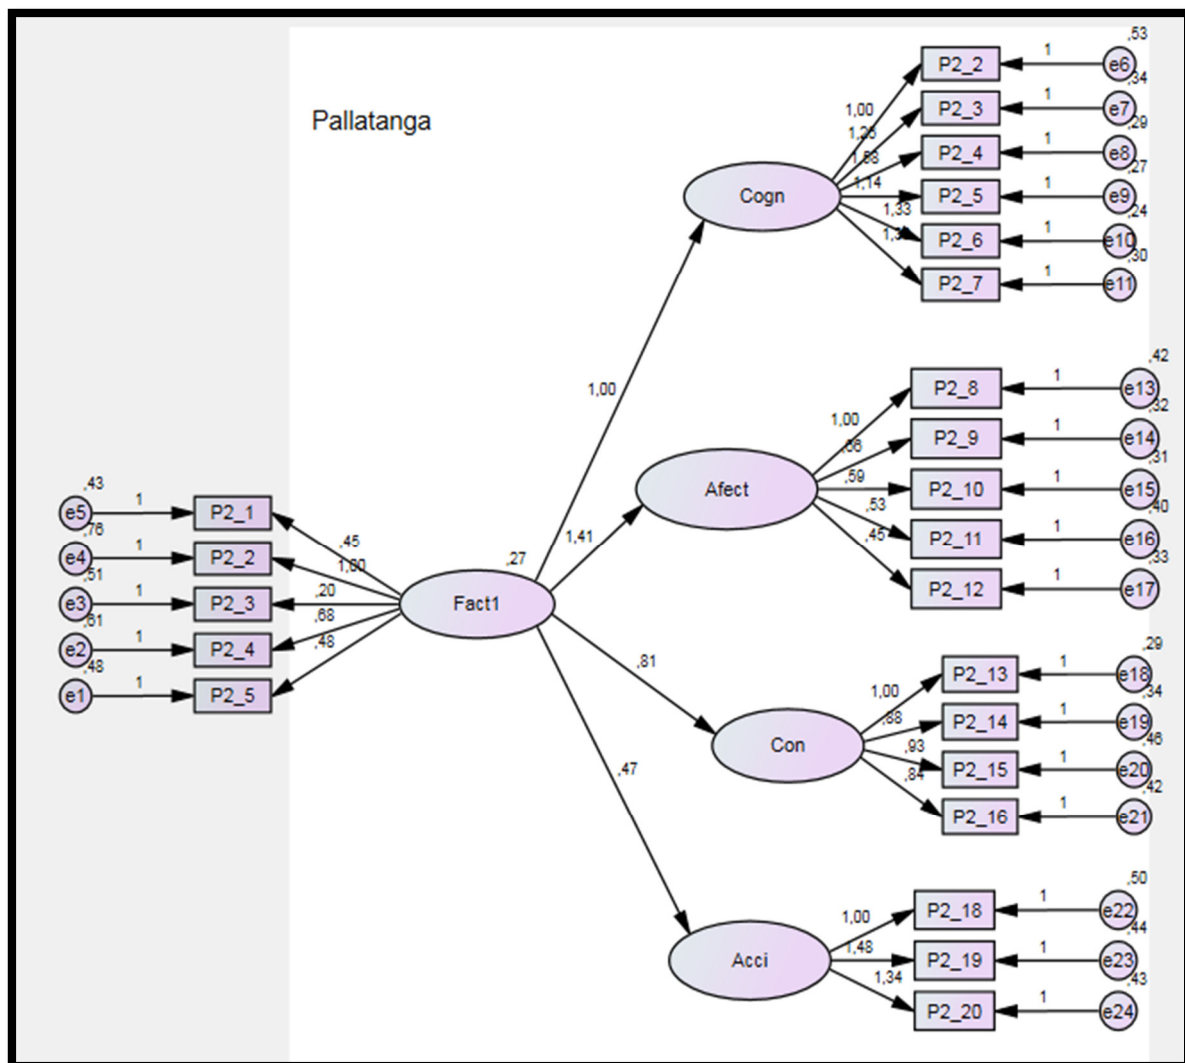 Pallatanga
,53
1 e6
P2_2
1,00
,34
1 e7
P2_3
,29
1 e8
P2_4
,27
1 e9
P2_5
1,14
,24
1 e10
P2_6
1,33
,30
1 e11
P2_7
Cogn
1,00
,42
1 e13
P2_8
1,00
,32
1 e14
P2_9
,66
,31
1 e15
P2_10
,59
,40
1 e16
P2_11
,53
,33
1 e17
P2_12
,45
Afect
1,41
,43
e5 1 P2_1 ,45
,76
e4 1 P2_2 1,00
,51
e3 1 P2_3 ,20
,61
e2 1 P2_4 ,68
,48
e1 1 P2_5 ,48
,27
Fact1
,81
,29
1 e18
P2_13
1,00
,34
1 e19
P2_14
,88
,46
1 e20
P2_15
,93
,42
1 e21
P2_16
,84
Con
,47
,50
1 e22
P2_18
1,00
,44
1 e23
P2_19
1,48
,43
1 e24
P2_20
1,34
Acci